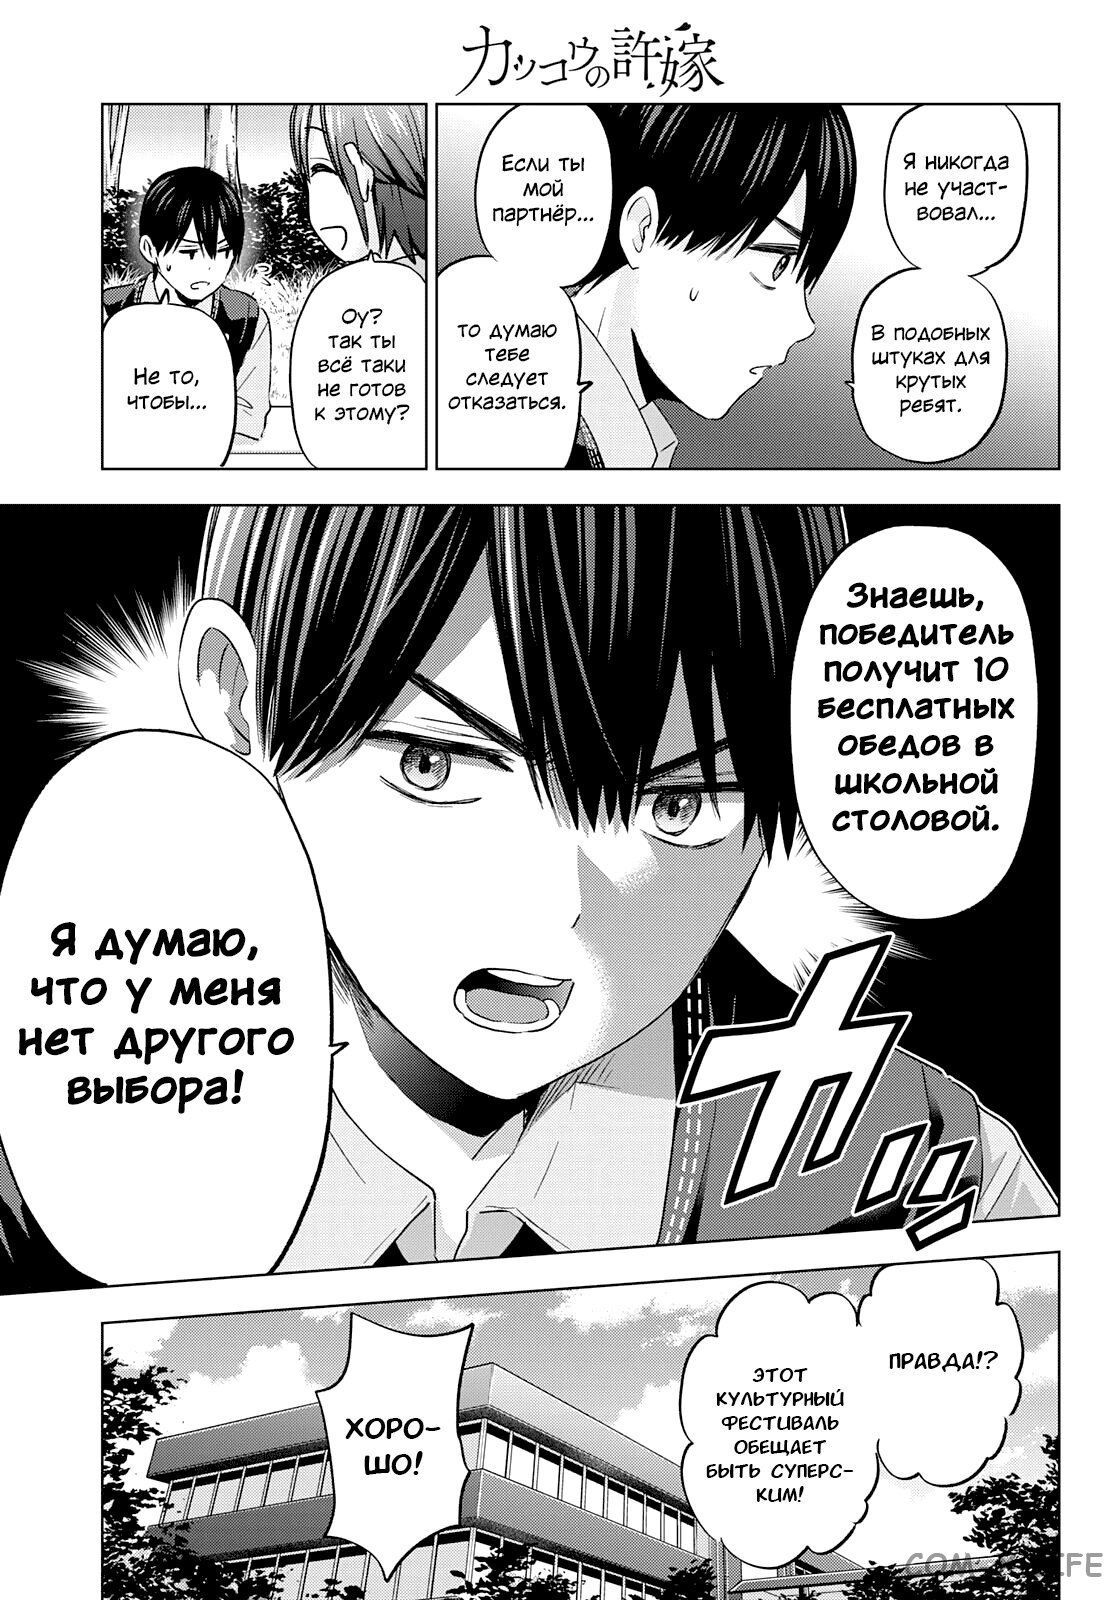 カッコウの許嫁
Я никогда
не участ-
вовал...
В подобных
штуках для
крутых
ребят.
Если ты
мой
партнёр...
то думаю
тебе
следует
отказаться.
Оу?
так ты
всё таки
не готов
к этому?
Не то,
чтобы...
Знаешь,
победитель
получит 10
бесплатных
обедов в
школьной
столовой.
Я думаю,
что у меня
нет другого
выбора!
カッ
ПРАВДА!?
ЭТОТ
КУЛЬТУРНЫЙ
ФЕСТИВАЛЬ
ОБЕЩАЕТ
БЫТЬ СУПЕРС-
КИМ!
ХОРО-
ШО!